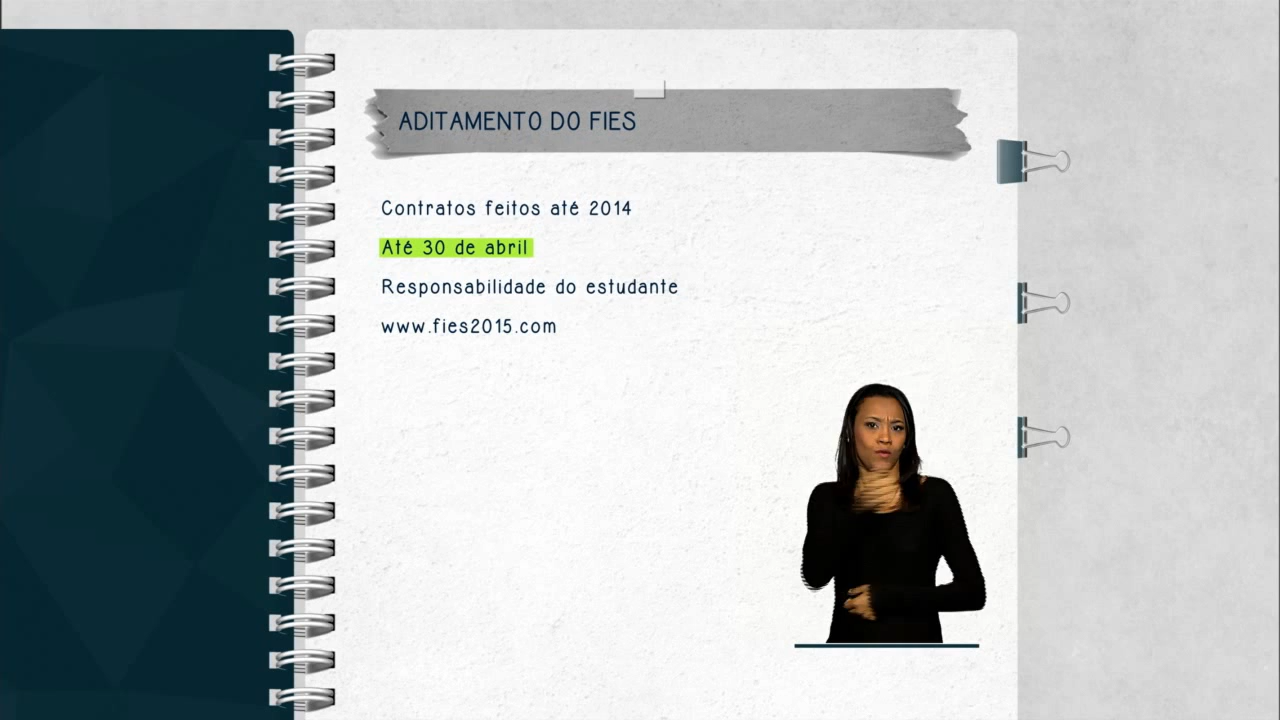 ADITAMENTO DO FIES
Contratos feitos até 2014
Até 30 de abril
Responsabilidade do estudante
www.fies2015.com